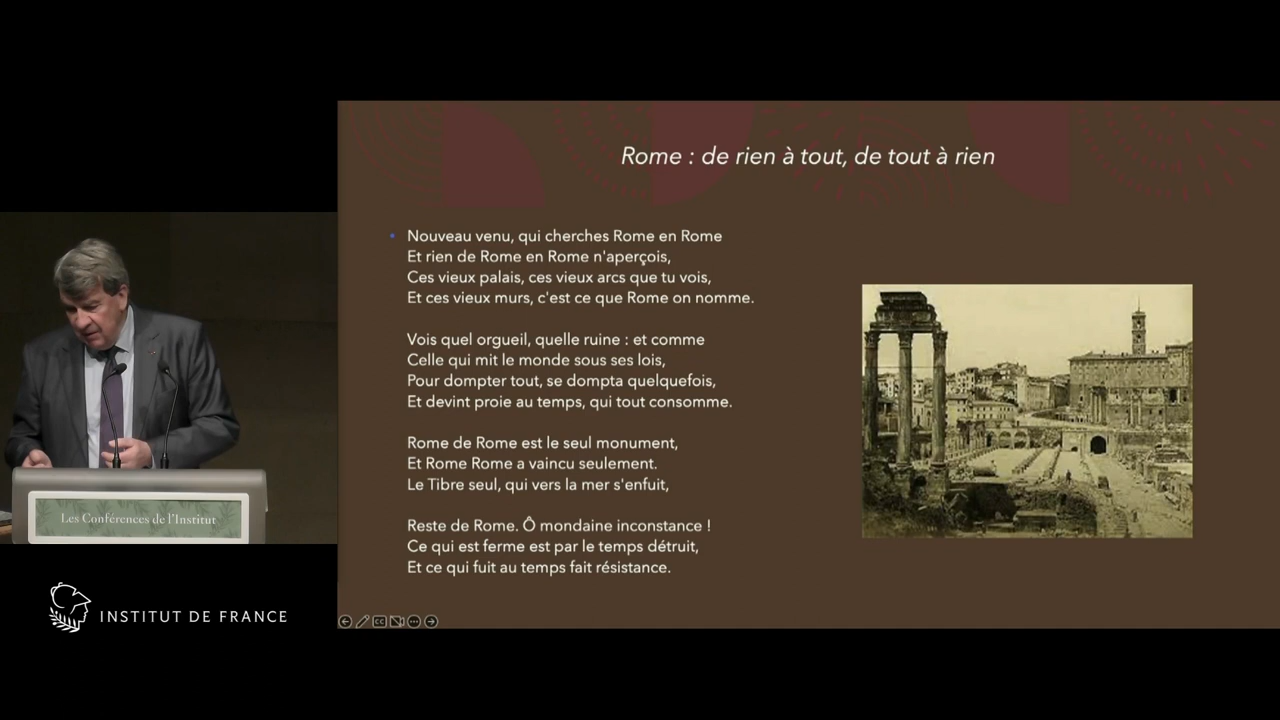 Rome : de rien à tout, de tout à rien
Nouveau venu, qui cherches Rome en Rome
Et rien de Rome en Rome n'aperçois,
Ces vieux palais, ces vieux arcs que tu vois,
Et ces vieux murs, c'est ce que Rome on nomme.
Vois quel orgueil, quelle ruine : et comme
Celle qui mit le monde sous ses lois,
Pour dompter tout, se dompta quelquefois,
Et devint proie au temps, qui tout consomme.
Rome de Rome est le seul monument,
Et Rome Rome a vaincu seulement.
Le Tibre seul, qui vers la mer s'enfuit,
Reste de Rome. Ô mondaine inconstance !
Ce qui est ferme est par le temps détruit,
Et ce qui fuit au temps fait résistance.
Les Conférences de l'Institut
INSTITUT DE FRANCE
CC